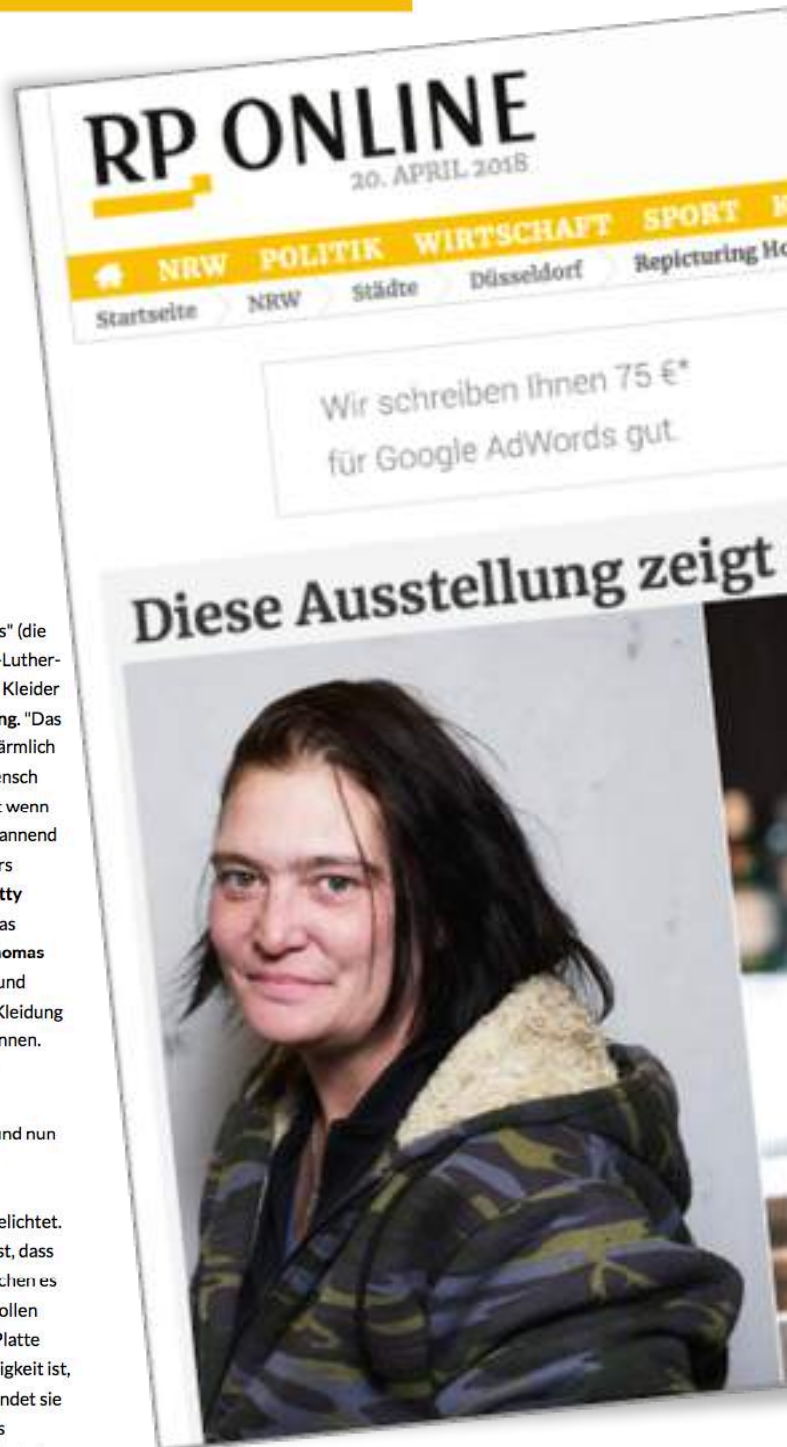 RP ONLINE
20. APRIL 2018
NRW POLITIK WIRTSCHAFT SPORT K
Startseite NRW Städte Düsseldorf Repicturing Ho
Wir schreiben Ihnen 75 €*
für Google AdWords gut.
Diese Ausstellung zeigt
s" (die
-Luther-
Kleider
ng. "Das
ärmlich
ensch
t wenn
annend
rs
tty
as
homas
und
Kleidung
nnen.
und nun
elichtet.
st, dass
chen es
ollen
Platte
igkeit ist,
ndet sie
s